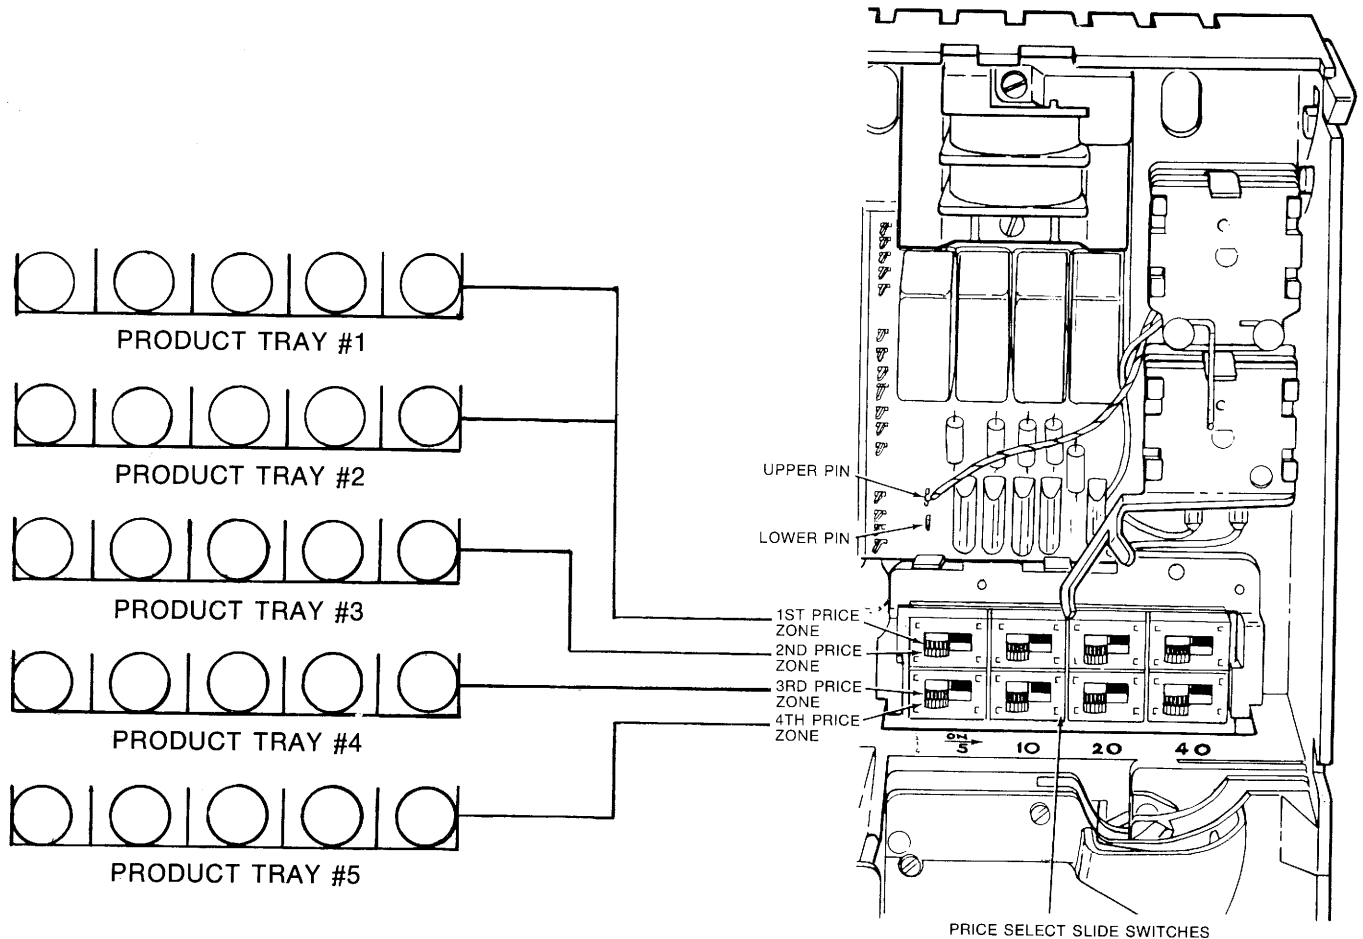 PRODUCT TRAY #1
PRODUCT TRAY #2
PRODUCT TRAY #3
PRODUCT TRAY #4
PRODUCT TRAY #5
UPPER PIN
LOWER PIN
1ST PRICE
ZONE
2ND PRICE
ZONE
3RD PRICE
ZONE
4TH PRICE
ZONE
ON
5 10 20 40
PRICE SELECT SLIDE SWITCHES